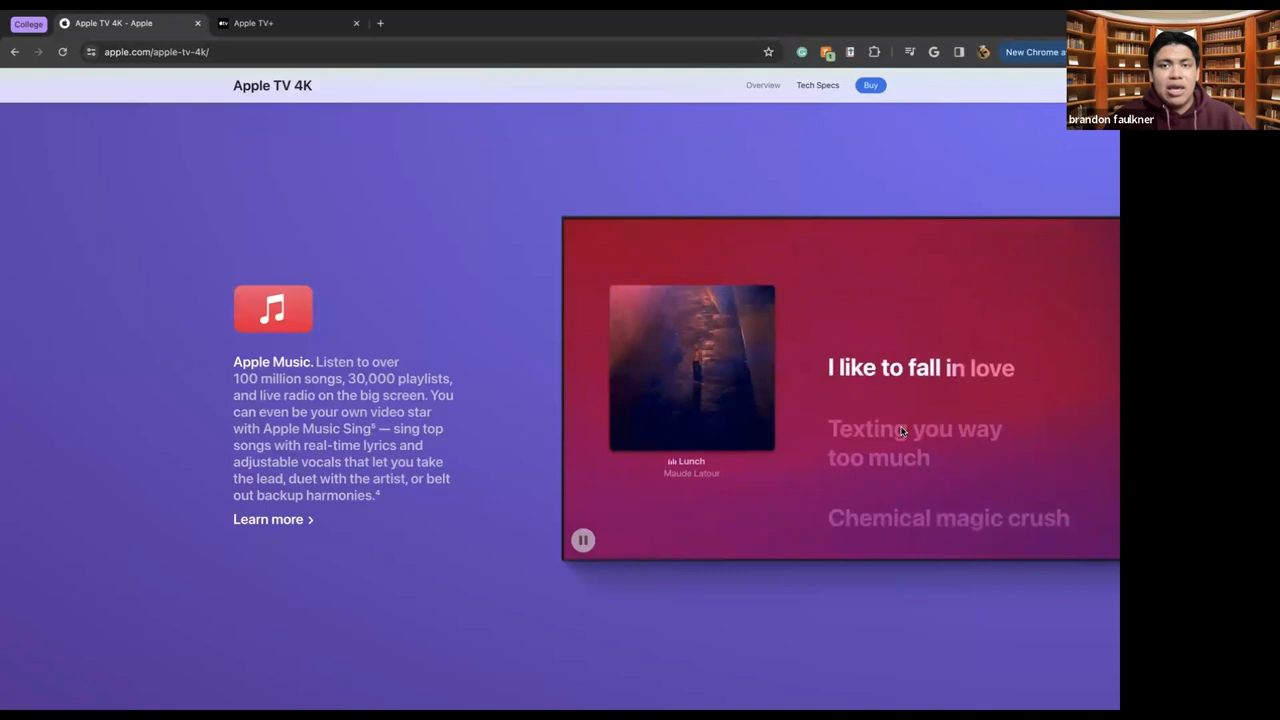 College
Apple TV 4K - Apple
Apple TV+
apple.com/apple-tv-4k/
New Chrome a
Apple TV 4K
Overview
Tech Specs
Buy
brandon faulkner
Apple Music. Listen to over
100 million songs, 30,000 playlists,
and live radio on the big screen. You
can even be your own video star
with Apple Music Sing⁵ — sing top
songs with real-time lyrics and
adjustable vocals that let you take
the lead, duet with the artist, or belt
out backup harmonies.⁴
Learn more >
Lunch
Maude Latour
I like to fall in love
Texting you way
too much
Chemical magic crush